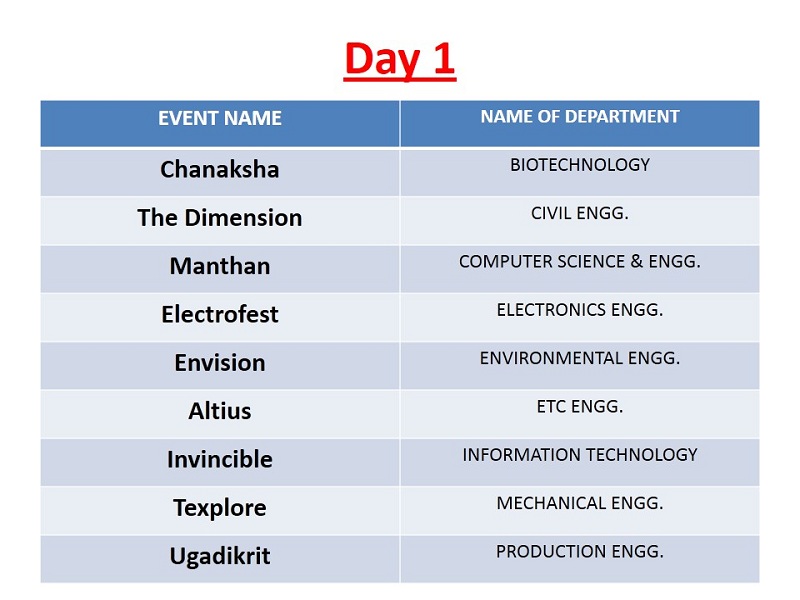 Day 1
EVENT NAME NAME OF DEPARTMENT
Chanaksha BIOTECHNOLOGY
The Dimension CIVIL ENGG.
Manthan COMPUTER SCIENCE & ENGG.
Electrofest ELECTRONICS ENGG.
Envision ENVIRONMENTAL ENGG.
Altius ETC ENGG.
Invincible INFORMATION TECHNOLOGY
Texplore MECHANICAL ENGG.
Ugadikrit PRODUCTION ENGG.